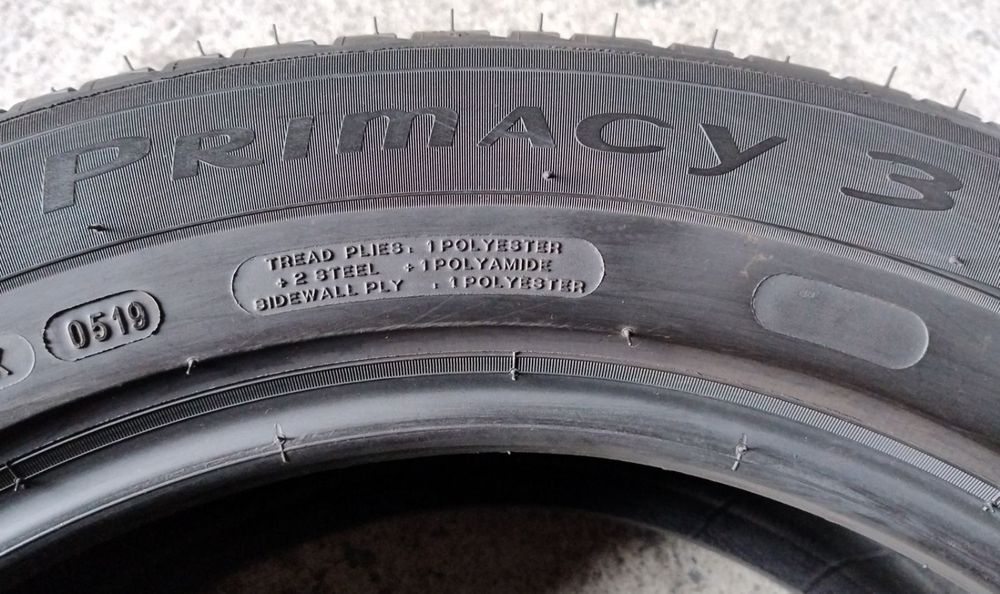 PRIMACY 3
TREAD PLIES: 1 POLYESTER
+ 2 STEEL + 1 POLYAMIDE
SIDEWALL PLY : 1 POLYESTER
0519
X